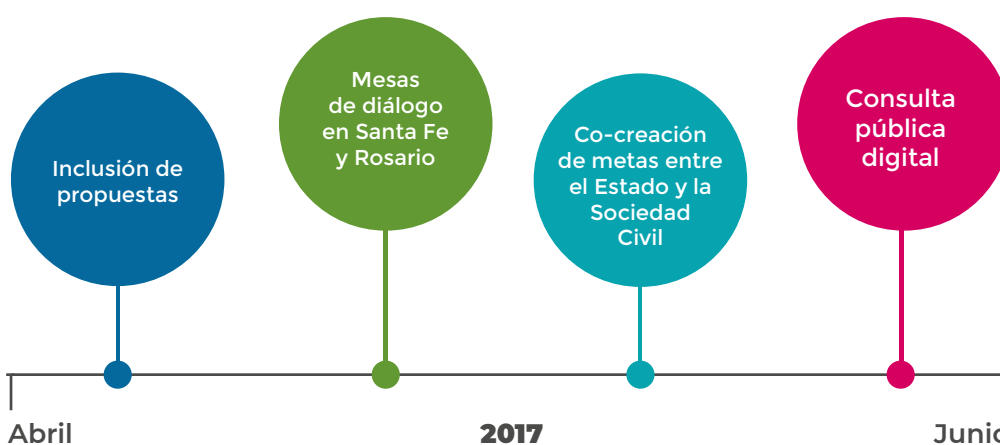 Inclusión de
propuestas
Mesas
de diálogo
en Santa Fe
y Rosario
Co-creación
de metas entre
el Estado y la
Sociedad
Civil
Consulta
pública
digital
Abril
2017
Junio